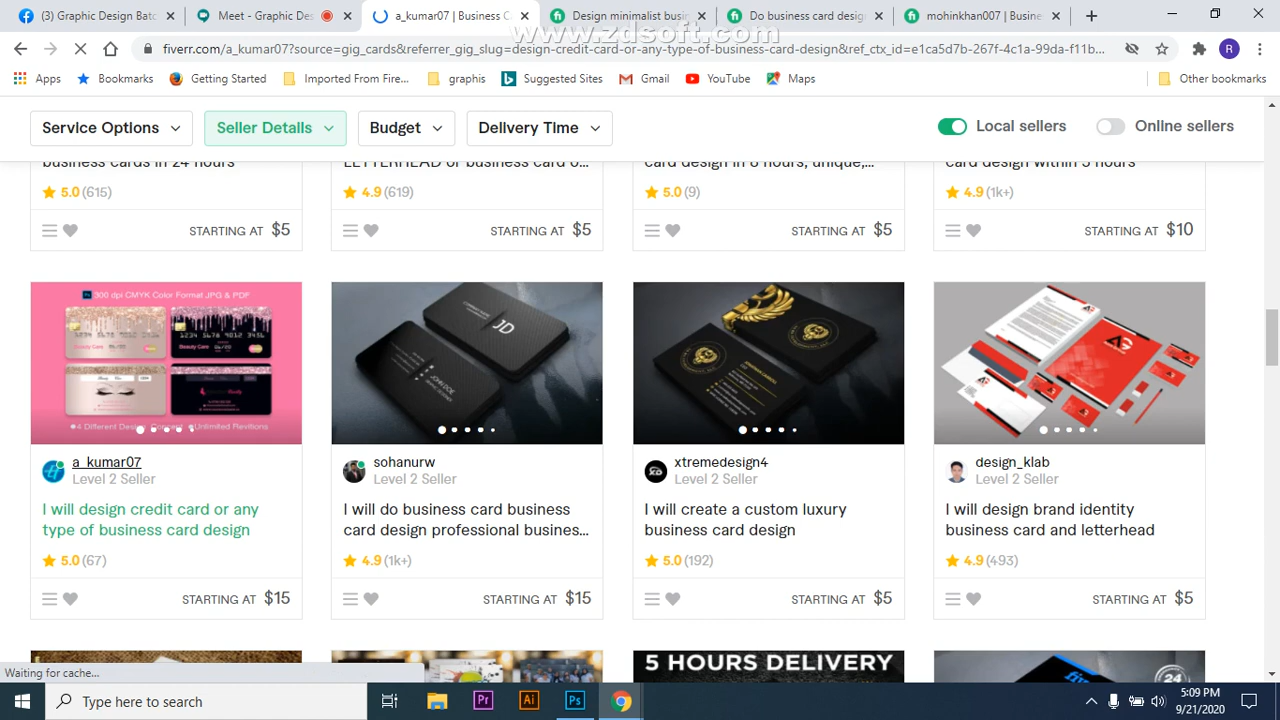 (3) Graphic Design Batc
Meet - Graphic Des
a_kumar07 | Business C
Design minimalist busi
Do business card desig
mohinkhan007 | Busine
www.zdsoft.com
fiverr.com/a_kumar07?source=gig_cards&referrer_gig_slug=design-credit-card-or-any-type-of-business-card-design&ref_ctx_id=e1ca5d7b-267f-4c1a-99da-f11b...
R
Apps
Bookmarks
Getting Started
Imported From Fire...
graphis
Suggested Sites
Gmail
YouTube
Maps
Other bookmarks
Service Options
Seller Details
Budget
Delivery Time
Local sellers
Online sellers
business cards in 24 hours
LETTERHEAD or business card o...
card design in 6 hours, unique,...
card design within 5 hours
5.0 (615)
4.9 (619)
5.0 (9)
4.9 (1k+)
STARTING AT $5
STARTING AT $5
STARTING AT $5
STARTING AT $10
300 dpi CMYK Color Format JPG & PDF
4 Different Design Concept Unlimited Revitions
JD
a_kumar07
Level 2 Seller
sohanurw
Level 2 Seller
xtremedesign4
Level 2 Seller
design_klab
Level 2 Seller
I will design credit card or any
type of business card design
I will do business card business
card design professional busines...
I will create a custom luxury
business card design
I will design brand identity
business card and letterhead
5.0 (67)
4.9 (1k+)
5.0 (192)
4.9 (493)
STARTING AT $15
STARTING AT $15
STARTING AT $5
STARTING AT $5
5 HOURS DELIVERY
24
Waiting for cache...
Type here to search
Pr
Ai
Ps
5:09 PM
9/21/2020